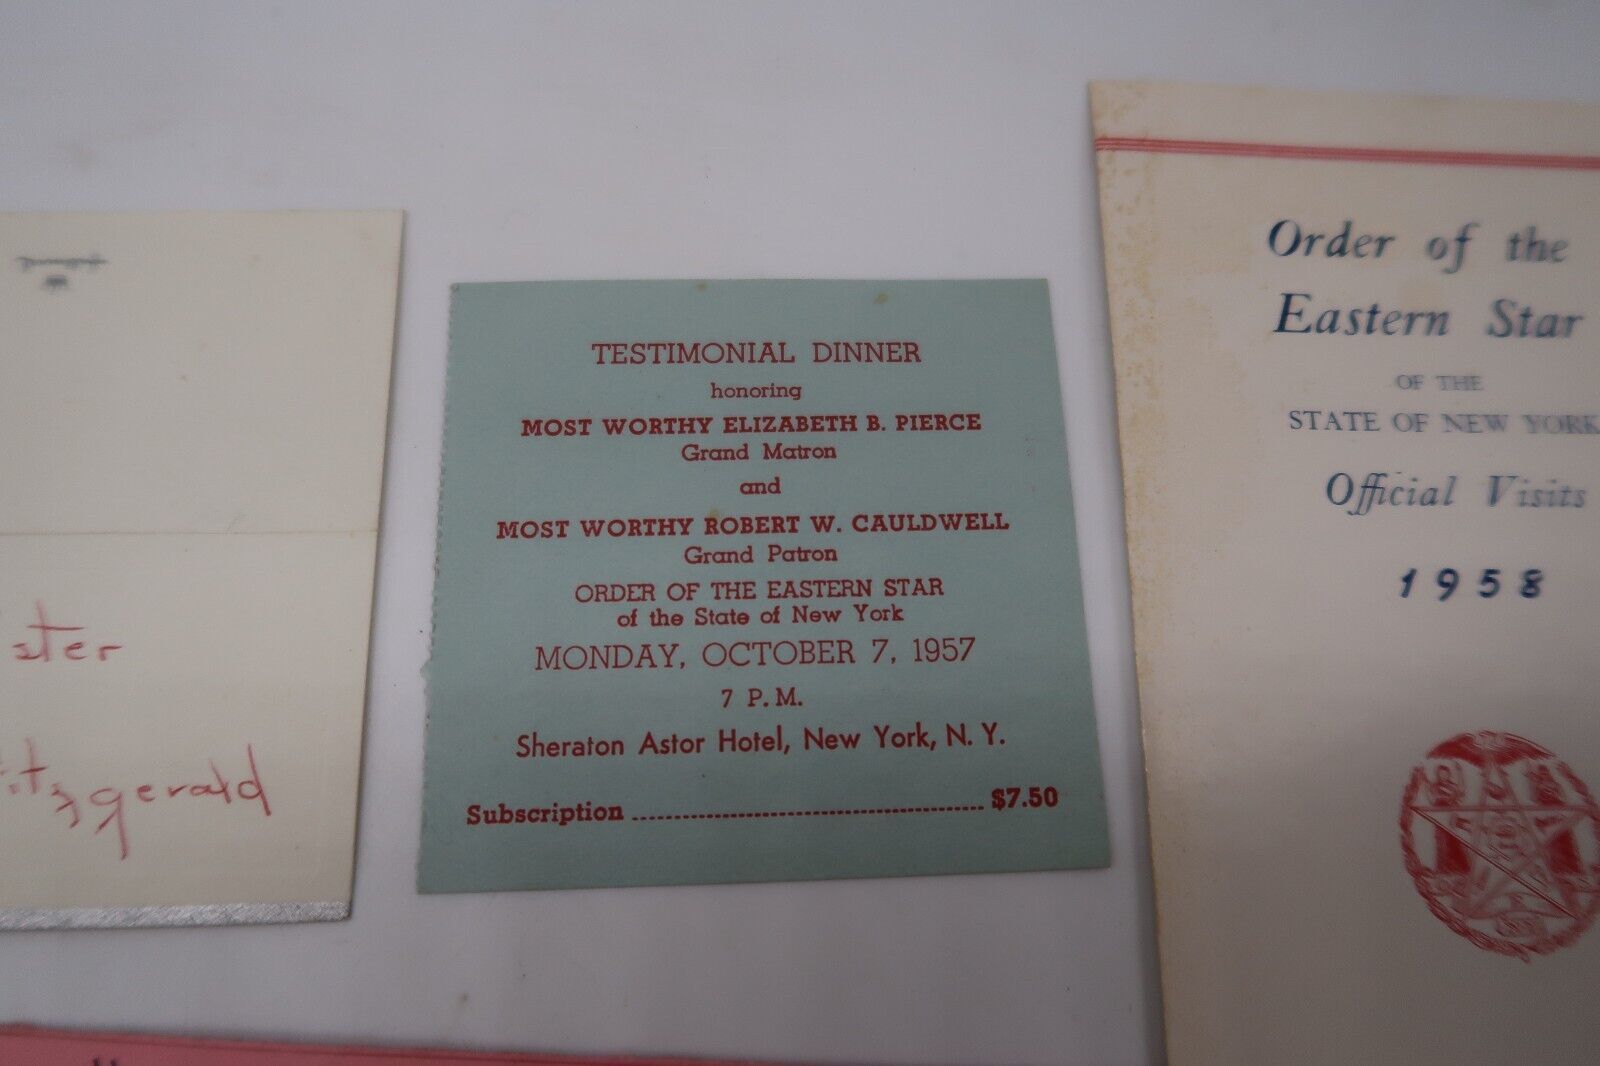 ster
gerald
TESTIMONIAL DINNER
honoring
MOST WORTHY ELIZABETH B. PIERCE
Grand Matron
and
MOST WORTHY ROBERT W. CAULDWELL
Grand Patron
ORDER OF THE EASTERN STAR
of the State of New York
MONDAY, OCTOBER 7, 1957
7 P.M.
Sheraton Astor Hotel, New York, N. Y.
Subscription ........................................... $7.50
Order of the
Eastern Star
OF THE
STATE OF NEW YORK
Official Visits
1958